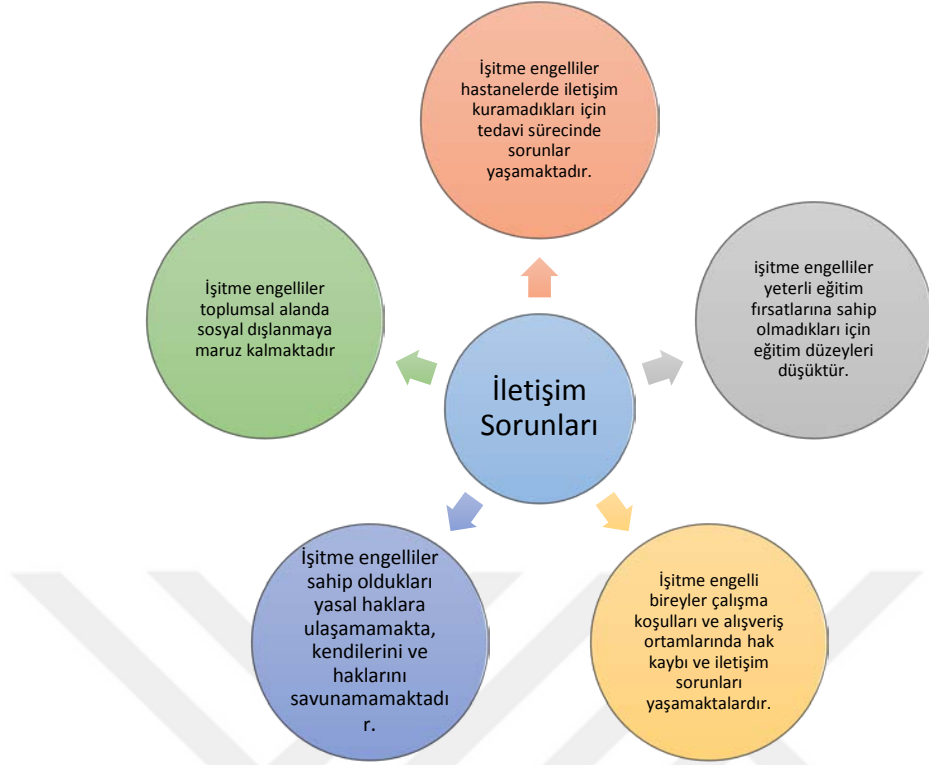 İşitme engelliler
hastanelerde iletişim
kuramadıkları için
tedavi sürecinde
sorunlar
yaşamaktadır.
İşitme engelliler
toplumsal alanda
sosyal dışlanmaya
maruz kalmaktadır
işitme engelliler
yeterli eğitim
fırsatlarına sahip
olmadıkları için
eğitim düzeyleri
düşüktür.
İletişim
Sorunları
İşitme engelliler
sahip oldukları
yasal haklara
ulaşamamakta,
kendilerini ve
haklarını
savunamamaktadı
r.
İşitme engelli
bireyler çalışma
koşulları ve alışveriş
ortamlarında hak
kaybı ve iletişim
sorunları
yaşamaktalardır.